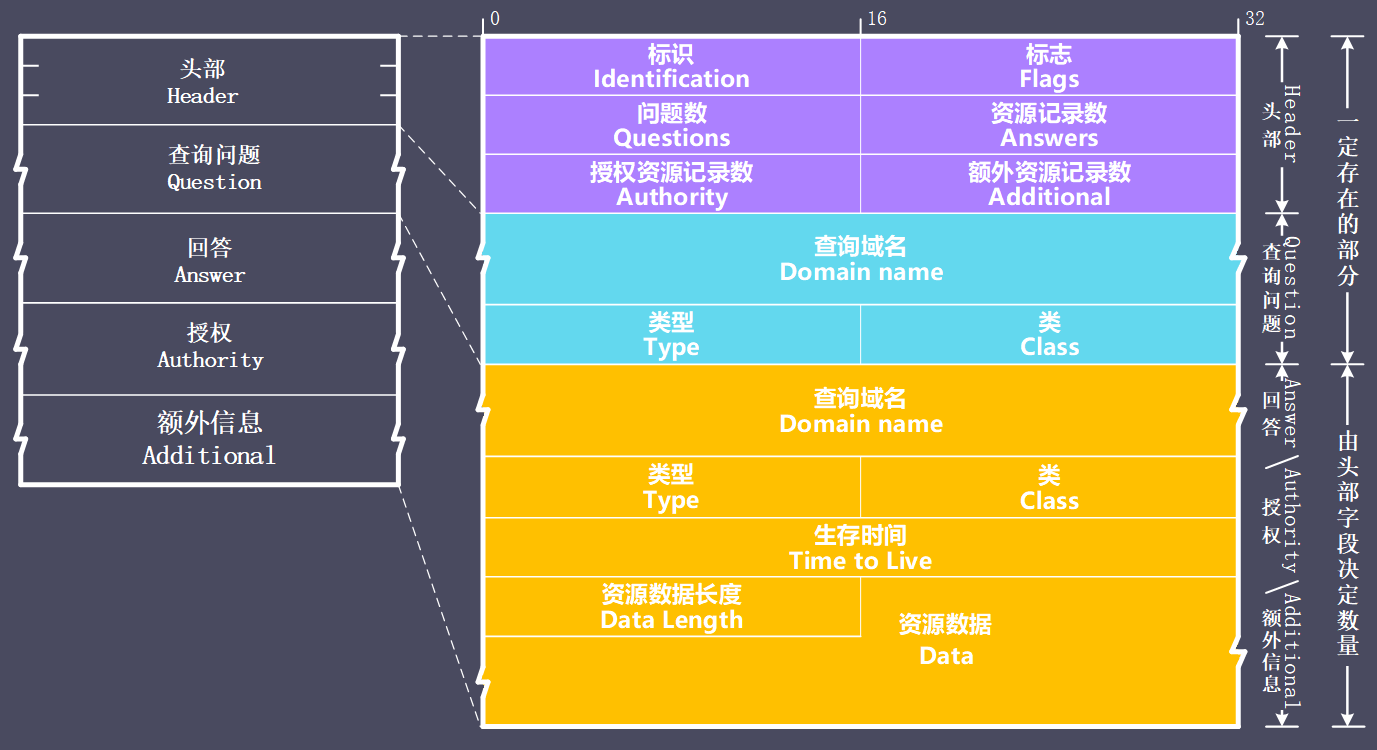 0
16
32
头部
Header
查询问题
Question
回答
Answer
授权
Authority
额外信息
Additional
标识
Identification
标志
Flags
问题数
Questions
资源记录数
Answers
授权资源记录数
Authority
额外资源记录数
Additional
查询域名
Domain name
类型
Type
类
Class
查询域名
Domain name
类型
Type
类
Class
生存时间
Time to Live
资源数据长度
Data Length
资源数据
Data
头部
Header
查询问题
Question
回答/授权/额外信息
Answer/Authority/Additional
一定存在的部分
由头部字段决定数量